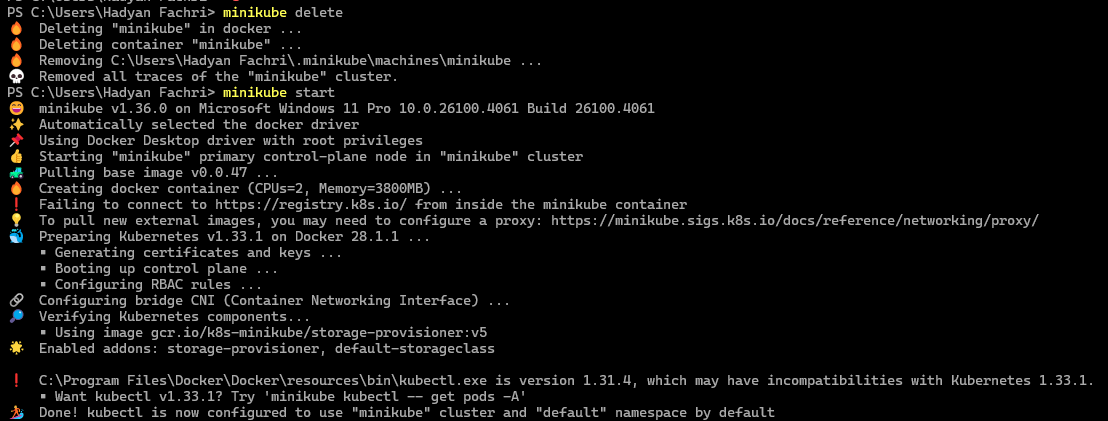 PS C:\Users\Hadyan Fachri> minikube delete
🔥  Deleting "minikube" in docker ...
🔥  Deleting container "minikube" ...
🔥  Removing C:\Users\Hadyan Fachri\.minikube\machines\minikube ...
💀  Removed all traces of the "minikube" cluster.
PS C:\Users\Hadyan Fachri> minikube start
😄  minikube v1.36.0 on Microsoft Windows 11 Pro 10.0.26100.4061 Build 26100.4061
✨  Automatically selected the docker driver
📌  Using Docker Desktop driver with root privileges
👍  Starting "minikube" primary control-plane node in "minikube" cluster
🚜  Pulling base image v0.0.47 ...
🔥  Creating docker container (CPUs=2, Memory=3800MB) ...
❗  Failing to connect to https://registry.k8s.io/ from inside the minikube container
💡  To pull new external images, you may need to configure a proxy: https://minikube.sigs.k8s.io/docs/reference/networking/proxy/
🐳  Preparing Kubernetes v1.33.1 on Docker 28.1.1 ...
▪ Generating certificates and keys ...
▪ Booting up control plane ...
▪ Configuring RBAC rules ...
🔗  Configuring bridge CNI (Container Networking Interface) ...
🔎  Verifying Kubernetes components...
▪ Using image gcr.io/k8s-minikube/storage-provisioner:v5
🌟  Enabled addons: storage-provisioner, default-storageclass
❗  C:\Program Files\Docker\Docker\resources\bin\kubectl.exe is version 1.31.4, which may have incompatibilities with Kubernetes 1.33.1.
▪ Want kubectl v1.33.1? Try 'minikube kubectl -- get pods -A'
🏄  Done! kubectl is now configured to use "minikube" cluster and "default" namespace by default